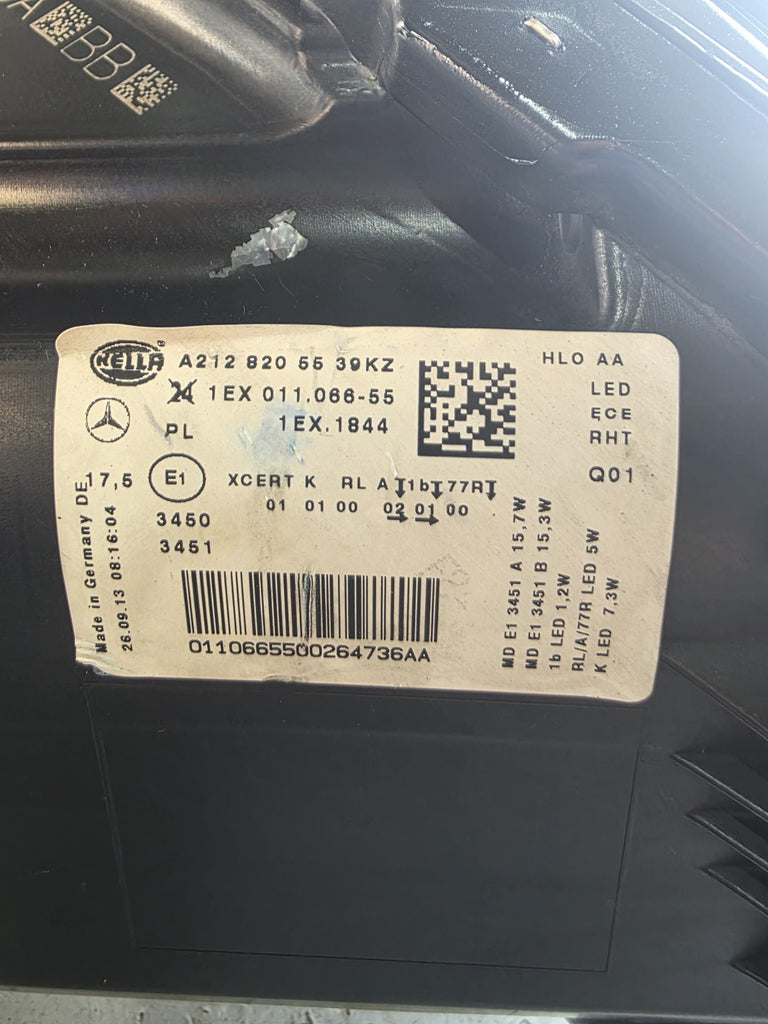 BB
HELLA ®
A212 820 55 39KZ
HLO AA
24 1EX 011.066-55
LED
PL
1EX.1844
ECE
RHT
17,5
E1
XCERT K RL A 1b 77R
Q01
01 01 00 02 01 00
3450
3451
Made in Germany DE
26.09.13 08:16:04
0110665500264736AA
MD E1 3451 A 15,7W
MD E1 3451 B 15,3W
1b LED 1,2W
RL/A/77R LED 5W
K LED 7,3W